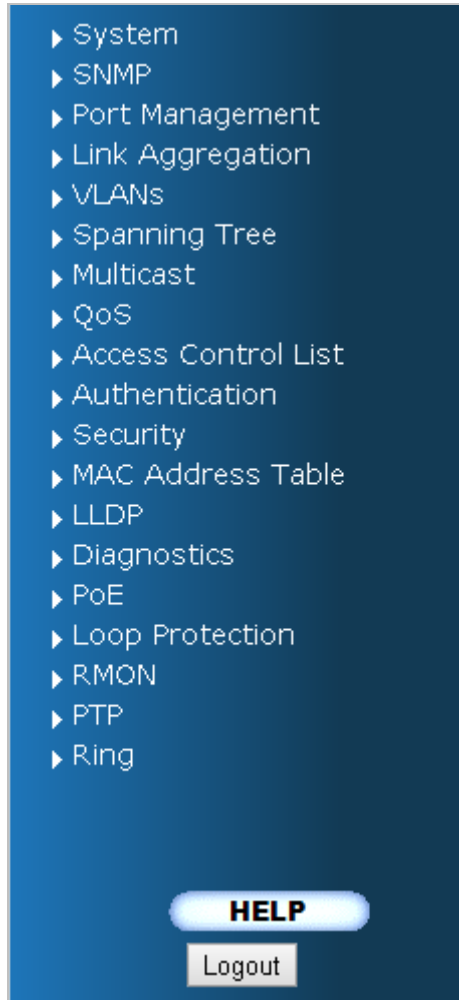 System
SNMP
Port Management
Link Aggregation
VLANs
Spanning Tree
Multicast
QoS
Access Control List
Authentication
Security
MAC Address Table
LLDP
Diagnostics
PoE
Loop Protection
RMON
PTP
Ring
HELP
Logout